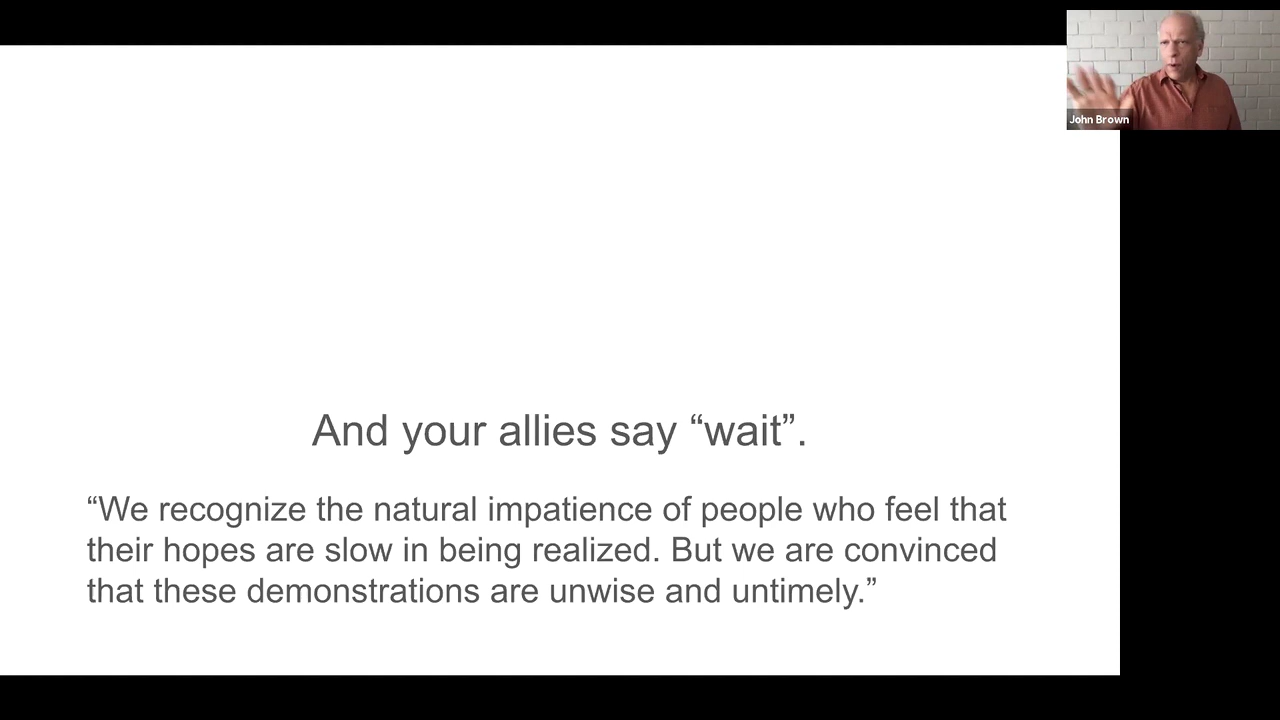 John Brown
And your allies say “wait”.
“We recognize the natural impatience of people who feel that
their hopes are slow in being realized. But we are convinced
that these demonstrations are unwise and untimely.”